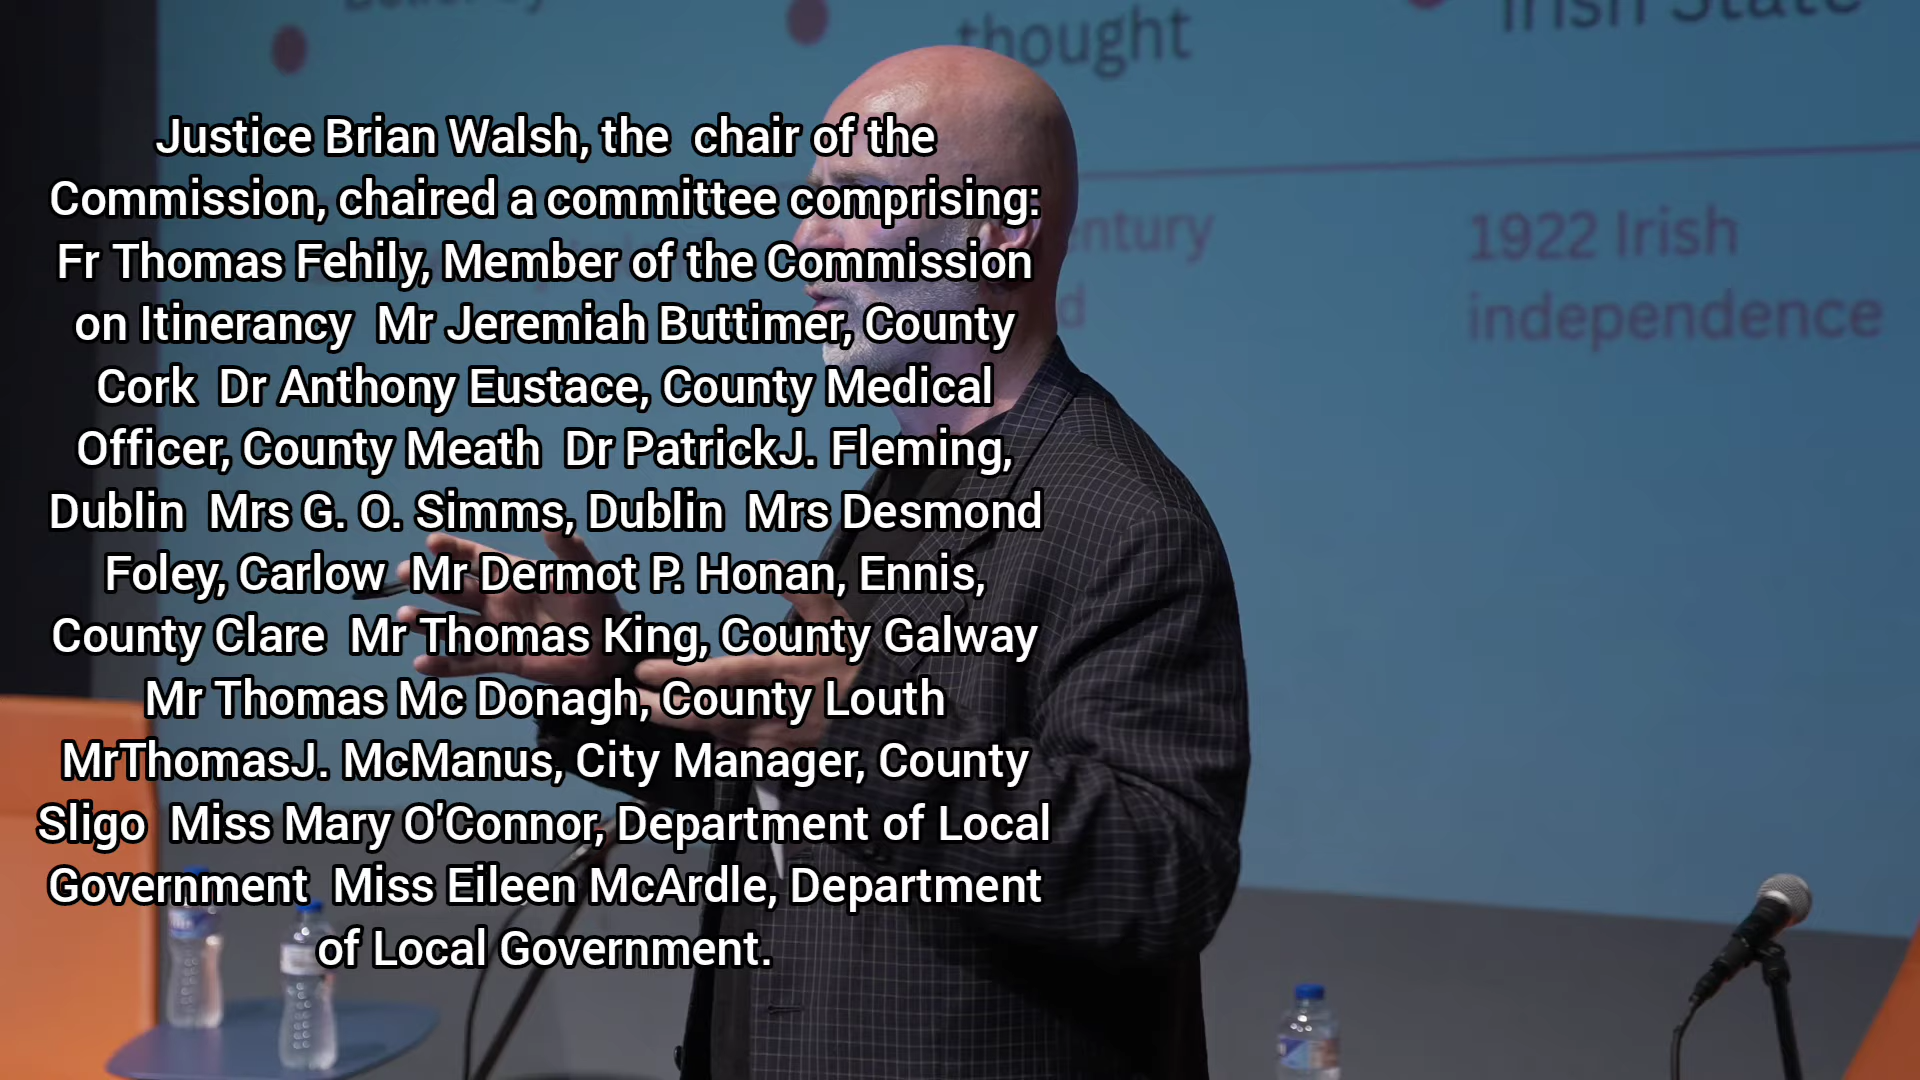 thought
Irish State
Justice Brian Walsh, the  chair of the
Commission, chaired a committee comprising:
Fr Thomas Fehily, Member of the Commission
on Itinerancy  Mr Jeremiah Buttimer, County
Cork  Dr Anthony Eustace, County Medical
Officer, County Meath  Dr PatrickJ. Fleming,
Dublin  Mrs G. O. Simms, Dublin  Mrs Desmond
Foley, Carlow  Mr Dermot P. Honan, Ennis,
County Clare  Mr Thomas King, County Galway
Mr Thomas Mc Donagh, County Louth
MrThomasJ. McManus, City Manager, County
Sligo  Miss Mary O'Connor, Department of Local
Government  Miss Eileen McArdle, Department
of Local Government.
1922 Irish
independence